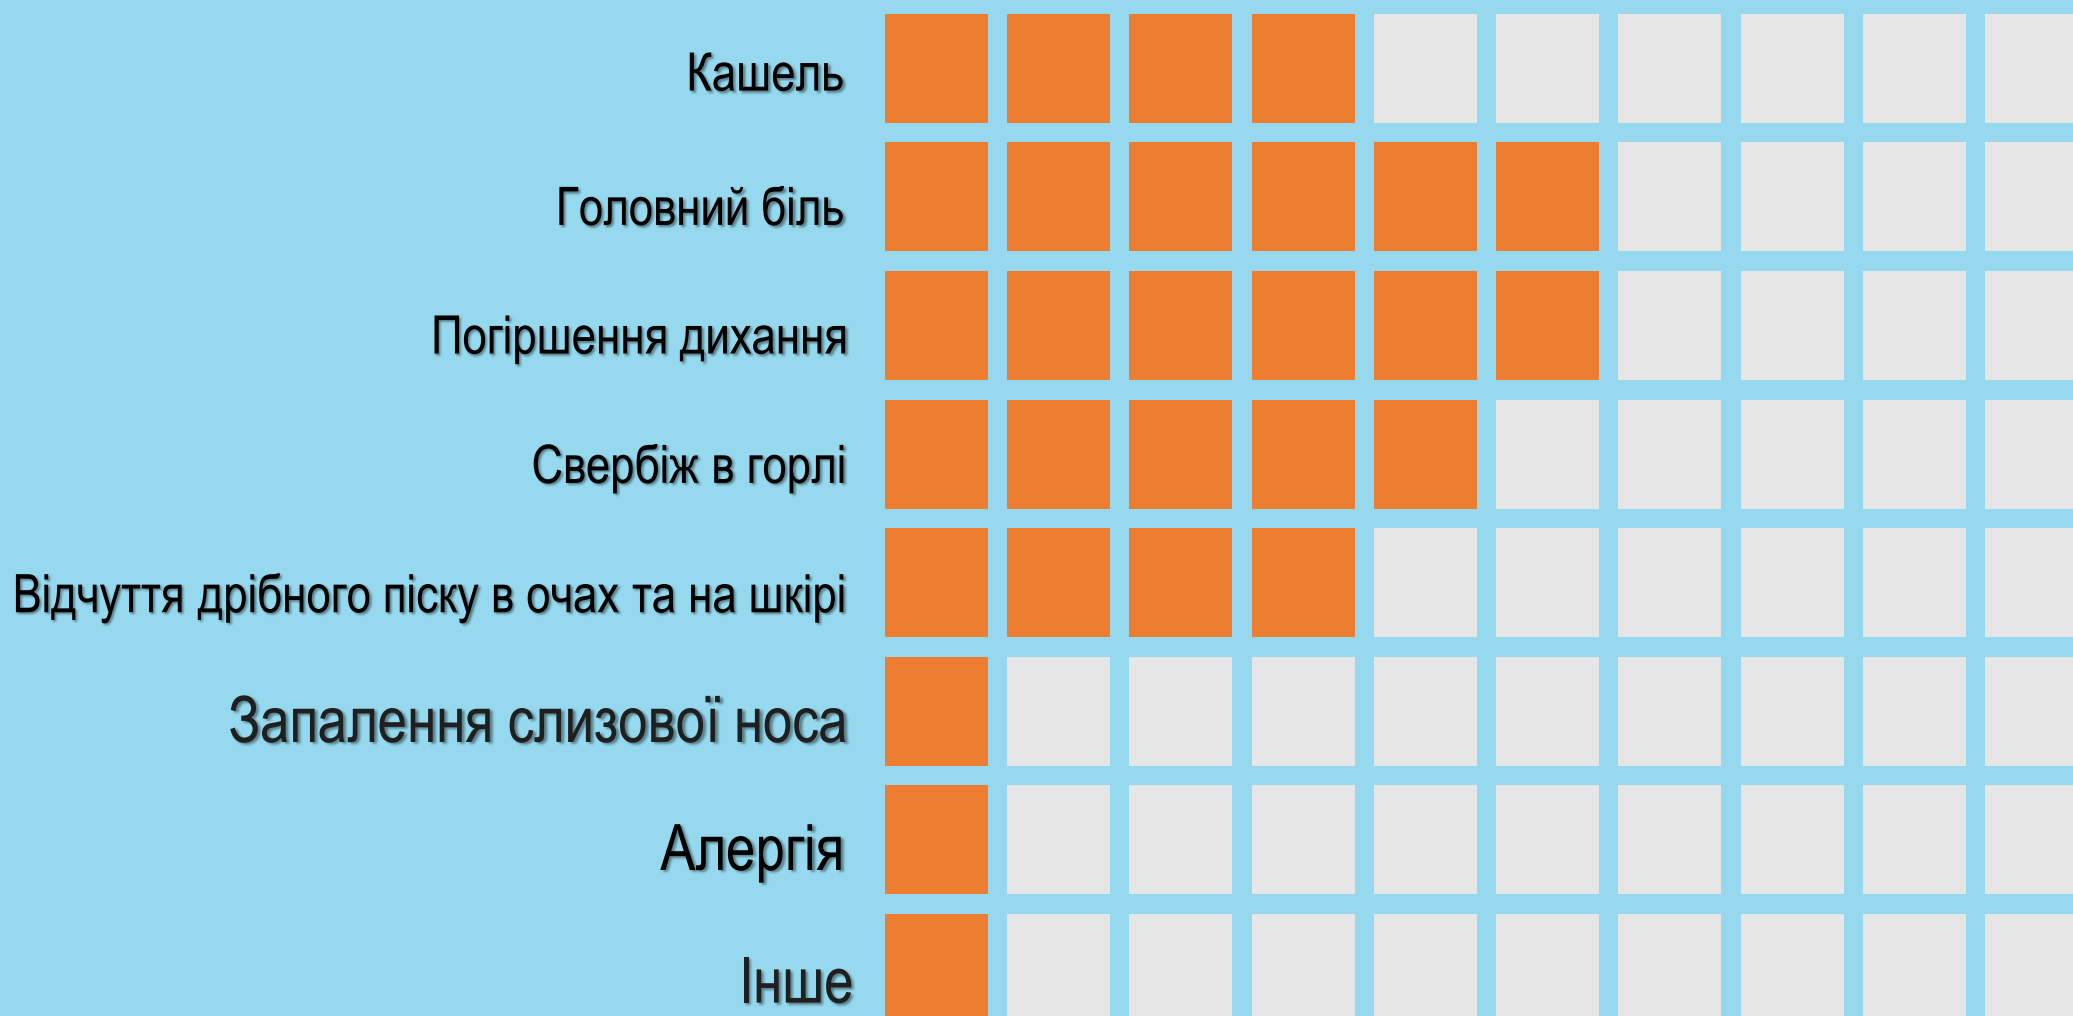 Кашель
Головний біль
Погіршення дихання
Свербіж в горлі
Відчуття дрібного піску в очах та на шкірі
Запалення слизової носа
Алергія
Інше